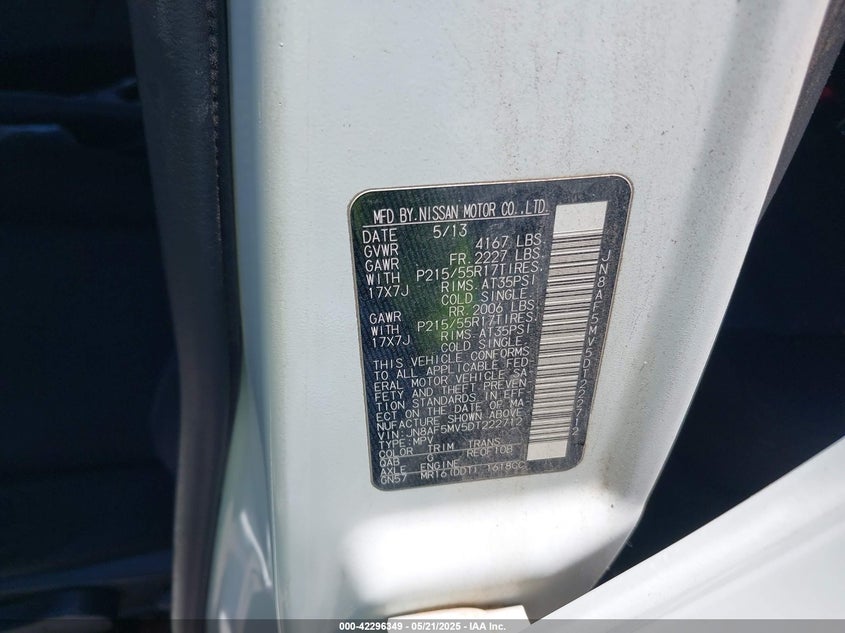 MFD BY NISSAN MOTOR CO., LTD.
DATE 5/13
GVWR 4167 LBS.
GAWR FR. 2227 LBS.
WITH P215/55R17TIRES,
17X7J RIMS. AT35PSI
COLD SINGLE
GAWR RR. 2006 LBS.
WITH P215/55R17TIRES,
17X7J RIMS. AT35PSI
COLD SINGLE
THIS VEHICLE CONFORMS
TO ALL APPLICABLE FED
ERAL MOTOR VEHICLE SA
FETY AND THEFT PREVEN
TION STANDARDS IN EFF
ECT ON THE DATE OF MA
NUFACTURE SHOWN ABOVE
VIN: JN8AF5MV5DT222712
TYPE: MPV
COLOR TRIM TRANS
QAB G RE0F10B
AXLE ENGINE
GN57 MR16(DDT) 1618CC
JN8AF5MV5DT222712
000-42296349 - 05/21/2025 - IAA, Inc.